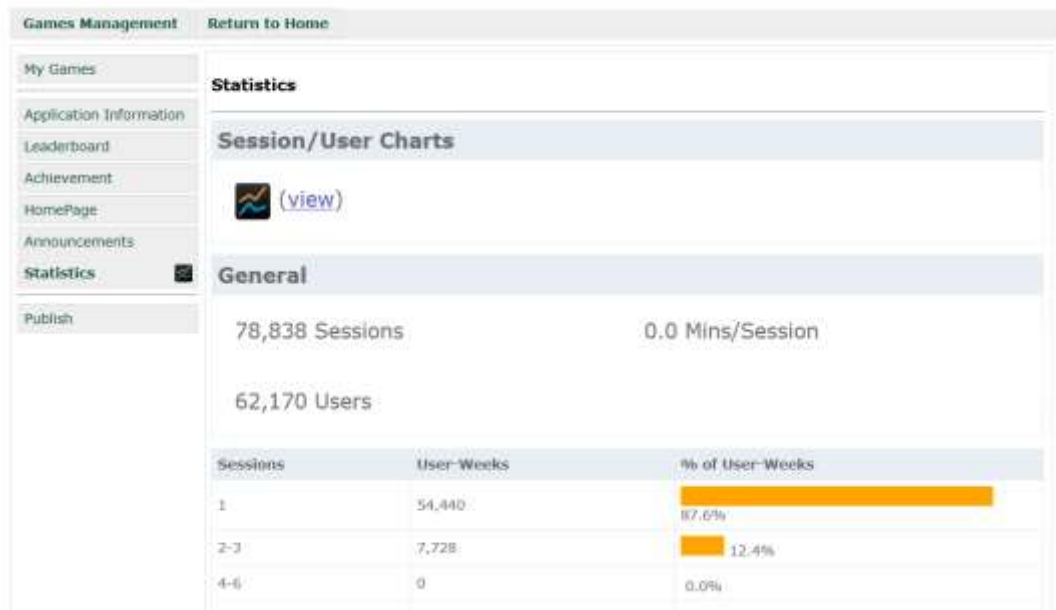 Games Management Return to Home
My Games
Application Information
Leaderboard
Achievement
HomePage
Announcements
Statistics
Publish
Statistics
Session/User Charts
(view)
General
78,838 Sessions 0.0 Mins/Session
62,170 Users
Sessions User-Weeks % of User-Weeks
1 54,440 87.6%
2-3 7,728 12.4%
4-6 0 0.0%